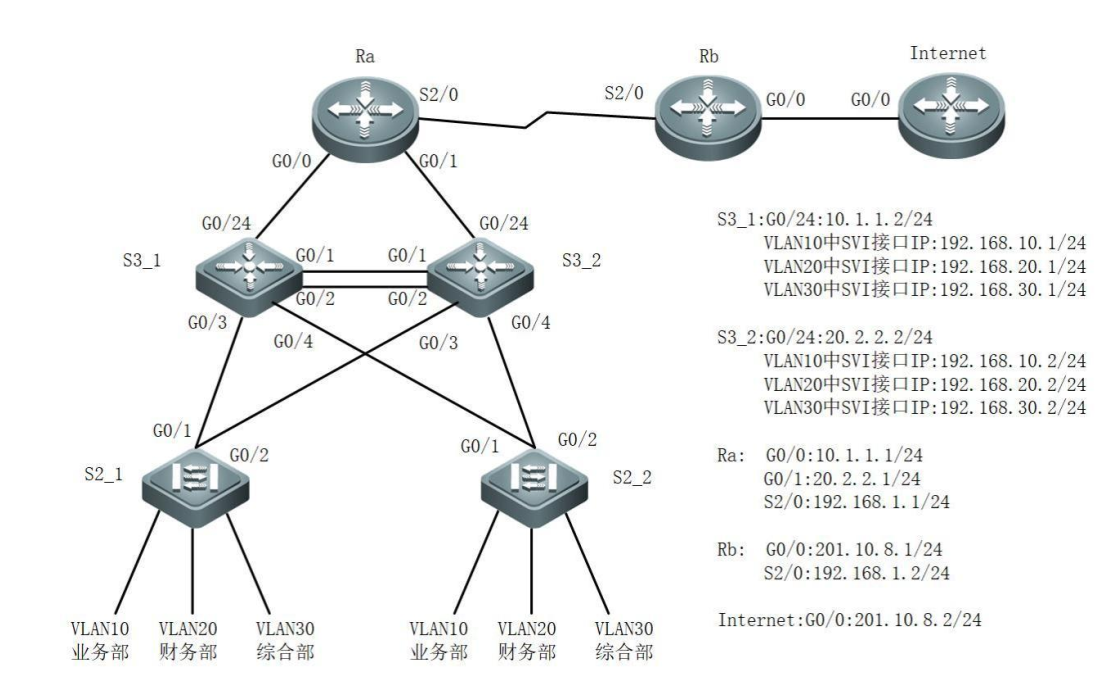 Ra
Rb
Internet
S2/0
S2/0
G0/0
G0/0
G0/0
G0/1
G0/24
G0/24
S3_1
G0/1
G0/1
S3_2
G0/2
G0/2
G0/3
G0/4
G0/3
G0/4
G0/1
G0/2
G0/1
G0/2
S2_1
S2_2
VLAN10
业务部
VLAN20
财务部
VLAN30
综合部
VLAN10
业务部
VLAN20
财务部
VLAN30
综合部
S3_1:G0/24:10.1.1.2/24
VLAN10中SVI接口IP:192.168.10.1/24
VLAN20中SVI接口IP:192.168.20.1/24
VLAN30中SVI接口IP:192.168.30.1/24
S3_2:G0/24:20.2.2.2/24
VLAN10中SVI接口IP:192.168.10.2/24
VLAN20中SVI接口IP:192.168.20.2/24
VLAN30中SVI接口IP:192.168.30.2/24
Ra: G0/0:10.1.1.1/24
G0/1:20.2.2.1/24
S2/0:192.168.1.1/24
Rb: G0/0:201.10.8.1/24
S2/0:192.168.1.2/24
Internet:G0/0:201.10.8.2/24